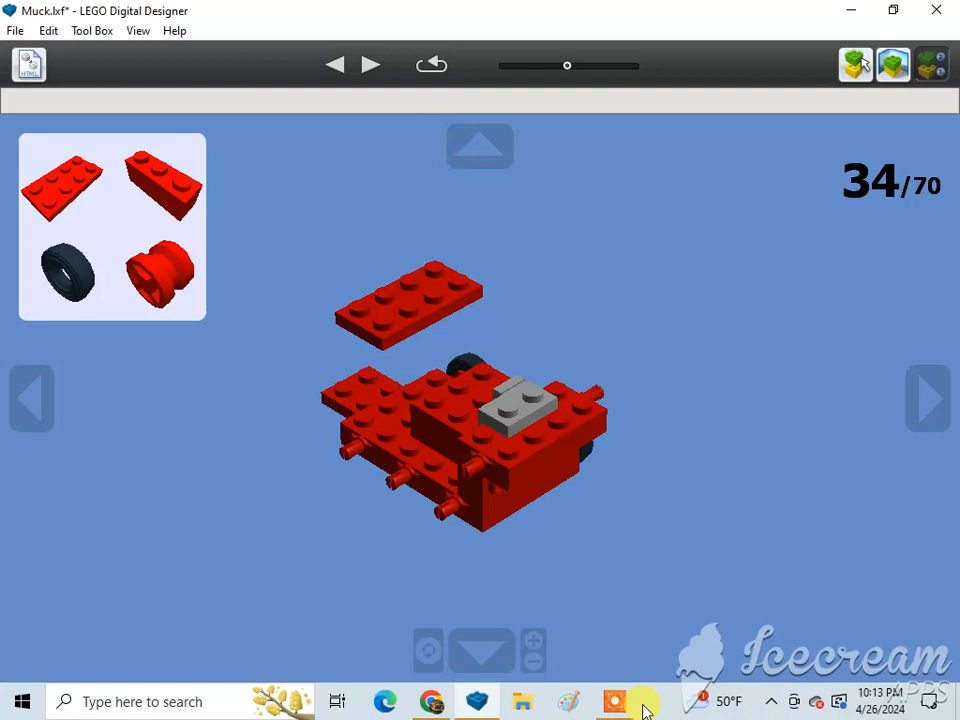 Muck.lxf* - LEGO Digital Designer
File Edit Tool Box View Help
HTML
34/70
Icecream
APPS
Type here to search
50°F
10:13 PM
4/26/2024